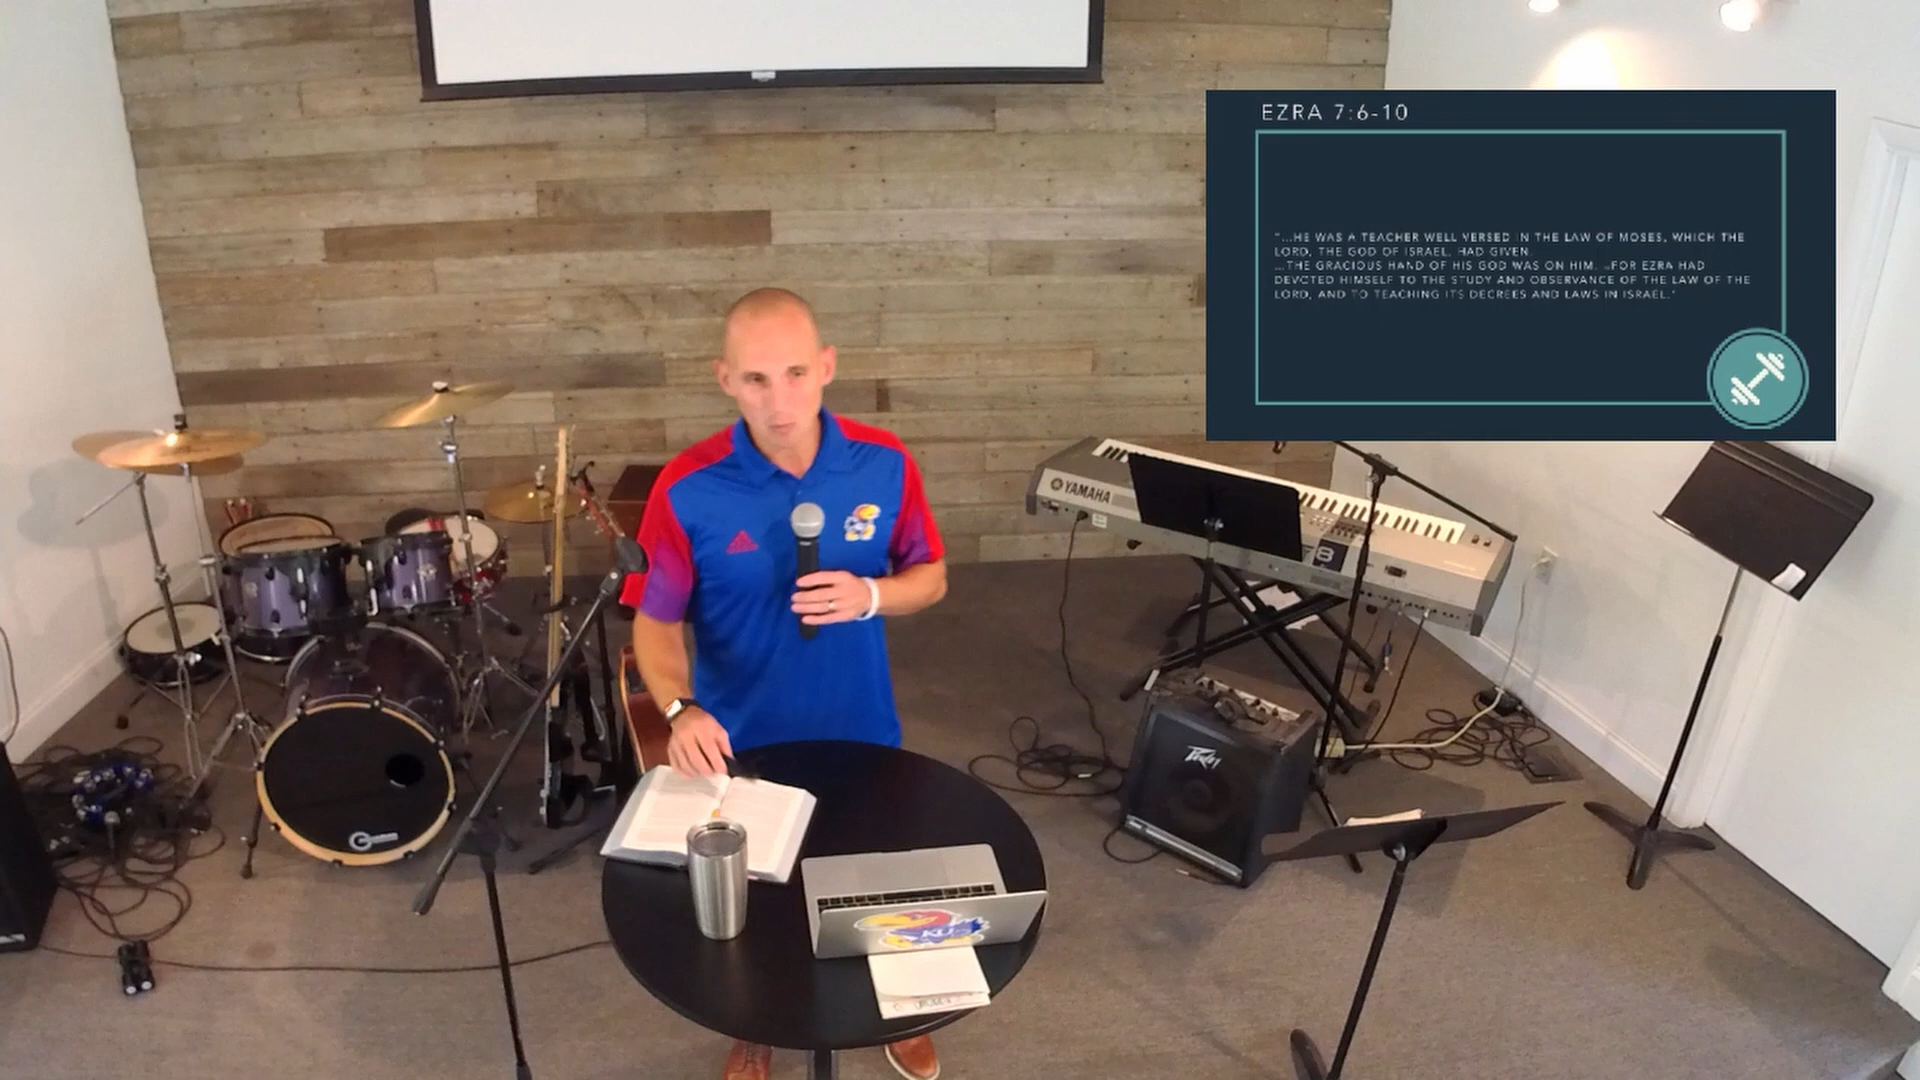 EZRA 7:6-10
"...HE WAS A TEACHER WELL VERSED IN THE LAW OF MOSES, WHICH THE
LORD, THE GOD OF ISRAEL, HAD GIVEN.
...THE GRACIOUS HAND OF HIS GOD WAS ON HIM. ...FOR EZRA HAD
DEVOTED HIMSELF TO THE STUDY AND OBSERVANCE OF THE LAW OF THE
LORD, AND TO TEACHING ITS DECREES AND LAWS IN ISRAEL."
YAMAHA
Peavey
KU